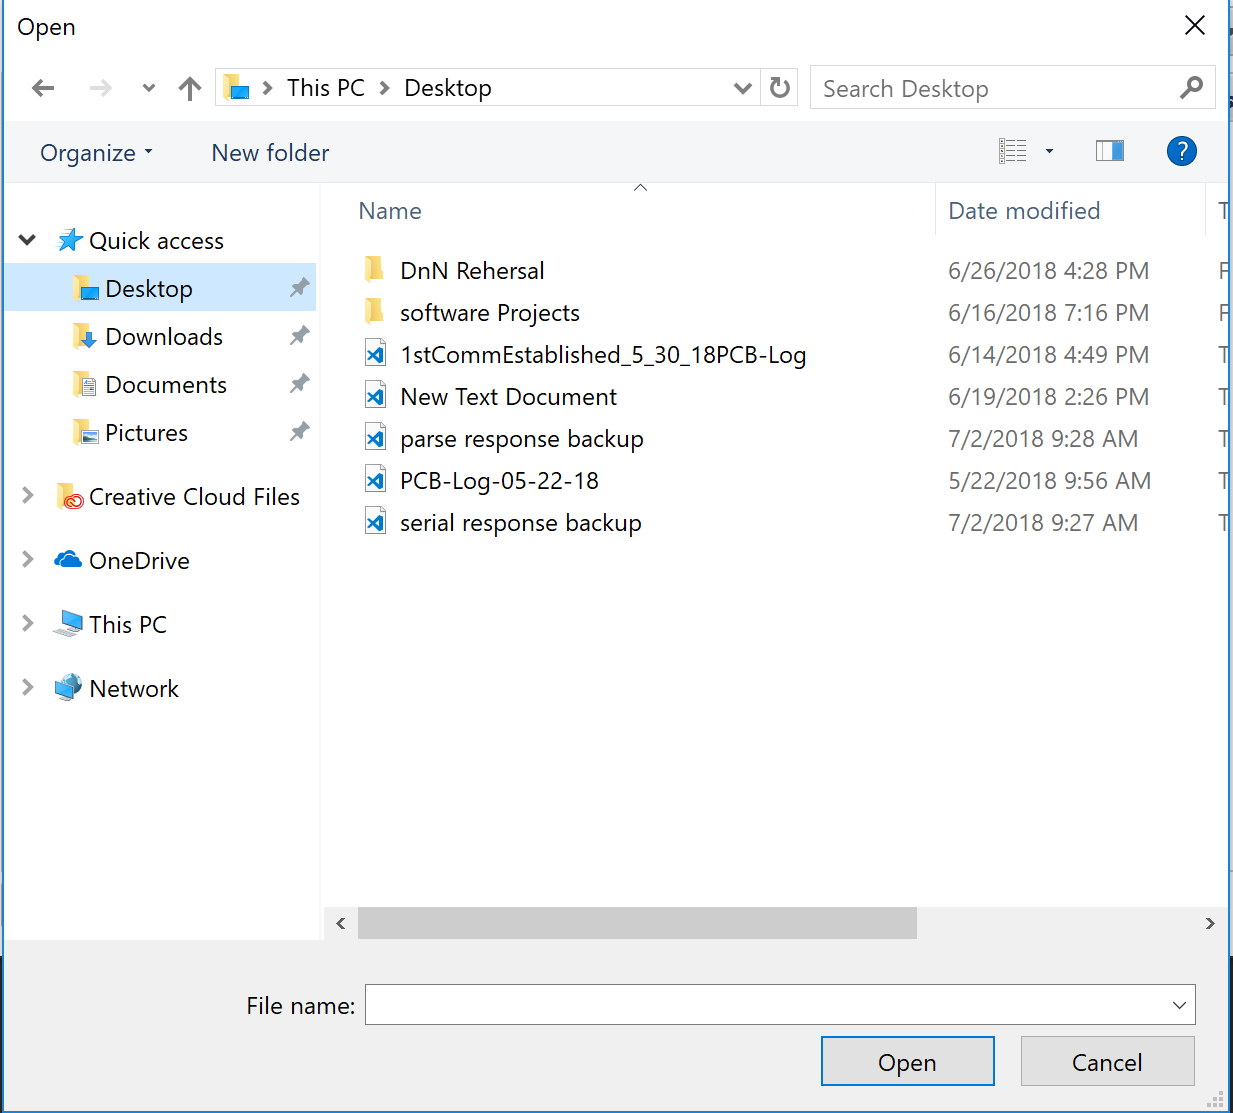 Open
This PC Desktop
Search Desktop
Organize New folder
?
Name Date modified T
Quick access
Desktop
Downloads
Documents
Pictures
Creative Cloud Files
OneDrive
This PC
Network
DnN Rehersal 6/26/2018 4:28 PM F
software Projects 6/16/2018 7:16 PM F
1stCommEstablished_5_30_18PCB-Log 6/14/2018 4:49 PM T
New Text Document 6/19/2018 2:26 PM T
parse response backup 7/2/2018 9:28 AM T
PCB-Log-05-22-18 5/22/2018 9:56 AM T
serial response backup 7/2/2018 9:27 AM T
File name:
Open Cancel